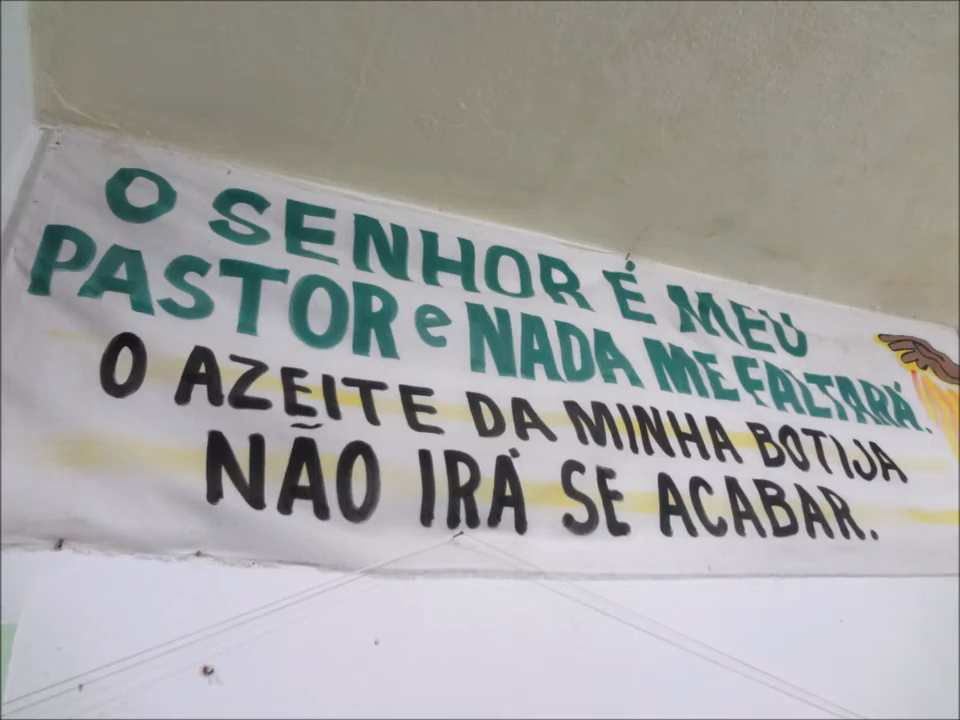 O SENHOR É MEU
PASTOR e NADA ME FALTARÁ.
O AZEITE DA MINHA BOTIJA
NÃO IRÁ SE ACABAR.